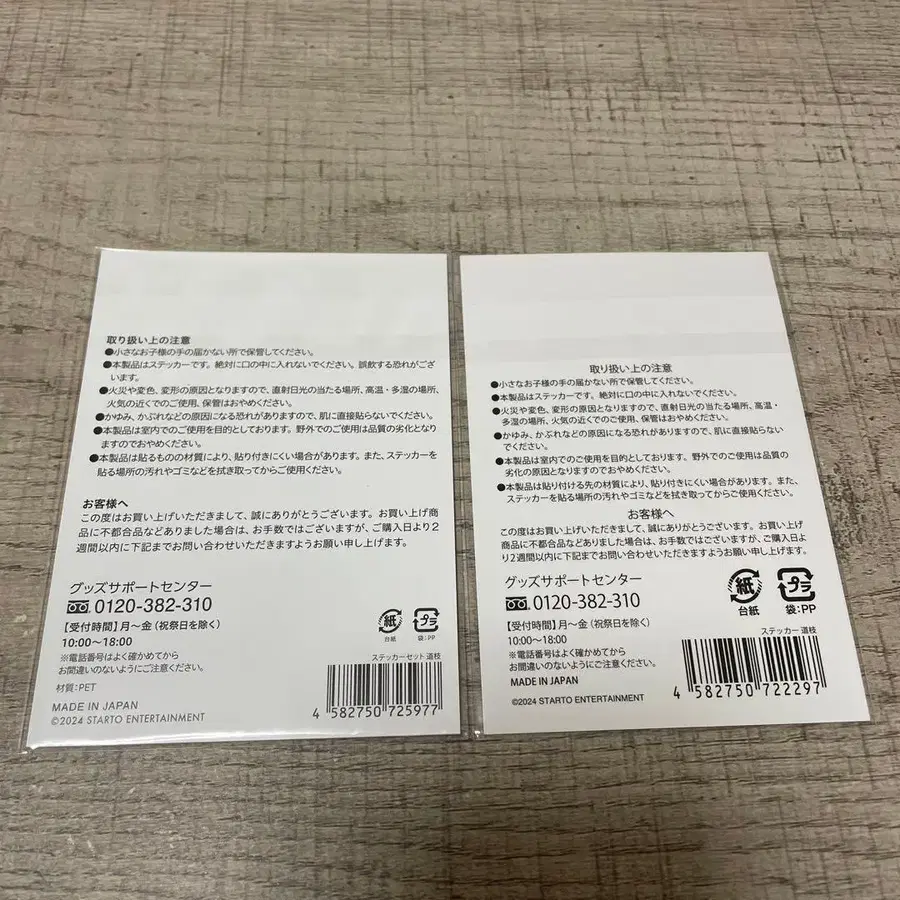 取り扱い上の注意
●小さなお子様の手の届かない所で保管してください。
●本製品はステッカーです。絶対に口の中に入れないでください。誤飲する恐れがござ
います。
●火災や変色、変形の原因となりますので、直射日光の当たる場所、高温・多湿の場所、
火気の近くでのご使用、保管はおやめください。
●かゆみ、かぶれなどの原因になる恐れがありますので、肌に直接貼らないでください。
●本製品は室内でのご使用を目的としております。野外でのご使用は品質の劣化となり
ますのでおやめください。
●本製品は貼るものの材質により、貼り付きにくい場合があります。また、ステッカーを
貼る場所の汚れやゴミなどを拭き取ってからご使用ください。
お客様へ
この度はお買い上げいただきまして、誠にありがとうございます。お買い上げ商
品に不都合品などありました場合は、お手数ではございますが、ご購入日より2
週間以内に下記までお問い合わせいただきますようお願い申し上げます。
グッズサポートセンター
0120-382-310
【受付時間】月～金（祝祭日を除く）
10:00～18:00
※電話番号はよく確かめてから
お間違いのないようにご注意ください。
材質:PET
MADE IN JAPAN
©2024 STARTO ENTERTAINMENT
紙
台紙
プラ
袋:PP
ステッカーセット 道枝
4 582750 725977
取り扱い上の注意
●小さなお子様の手の届かない所で保管してください。
●本製品はステッカーです。絶対に口の中に入れないでください。
●火災や変色、変形の原因となりますので、直射日光の当たる場所、高温・
多湿の場所、火気の近くでのご使用、保管はおやめください。
●かゆみ、かぶれなどの原因になる恐れがありますので、肌に直接貼らない
でください。
●本製品は室内でのご使用を目的としております。野外でのご使用は品質の
劣化の原因となりますのでおやめください。
●本製品は貼り付ける先の材質により、貼り付きにくい場合があります。また、
ステッカーを貼る場所の汚れやゴミなどを拭き取ってからご使用ください。
お客様へ
この度はお買い上げいただきまして、誠にありがとうございます。お買い上げ
商品に不都合品などありました場合は、お手数ではございますが、ご購入日
より2週間以内に下記までお問い合わせいただきますようお願い申し上げます。
グッズサポートセンター
0120-382-310
【受付時間】月～金（祝祭日を除く）
10:00～18:00
※電話番号はよく確かめてから
お間違いのないようにご注意ください。
MADE IN JAPAN
©2024 STARTO ENTERTAINMENT
紙
台紙
プラ
袋:PP
ステッカー 道枝
4 582750 722297